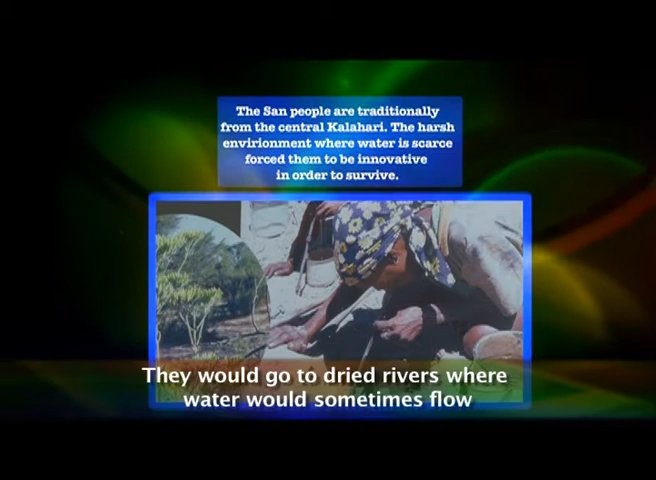 The San people are traditionally
from the central Kalahari. The harsh
envirionment where water is scarce
forced them to be innovative
in order to survive.
They would go to dried rivers where
water would sometimes flow